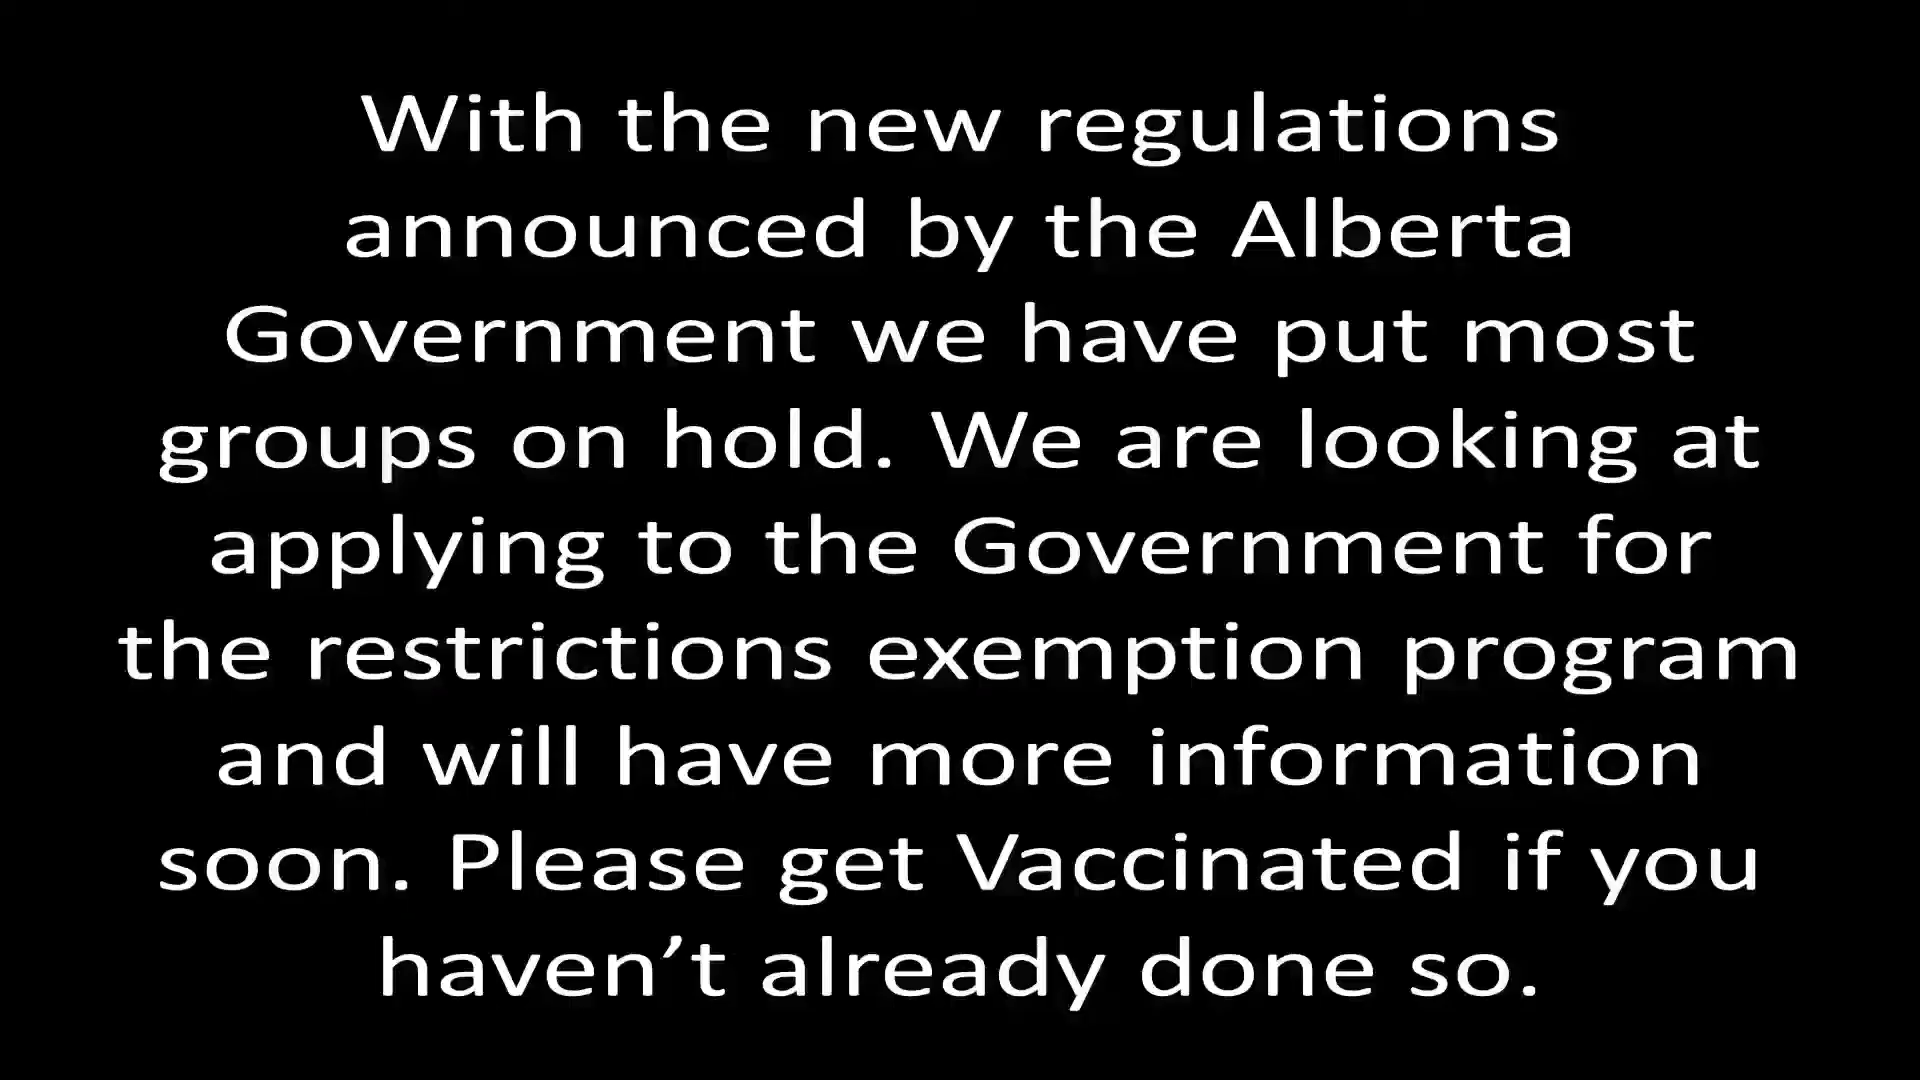 With the new regulations
announced by the Alberta
Government we have put most
groups on hold. We are looking at
applying to the Government for
the restrictions exemption program
and will have more information
soon. Please get Vaccinated if you
haven’t already done so.